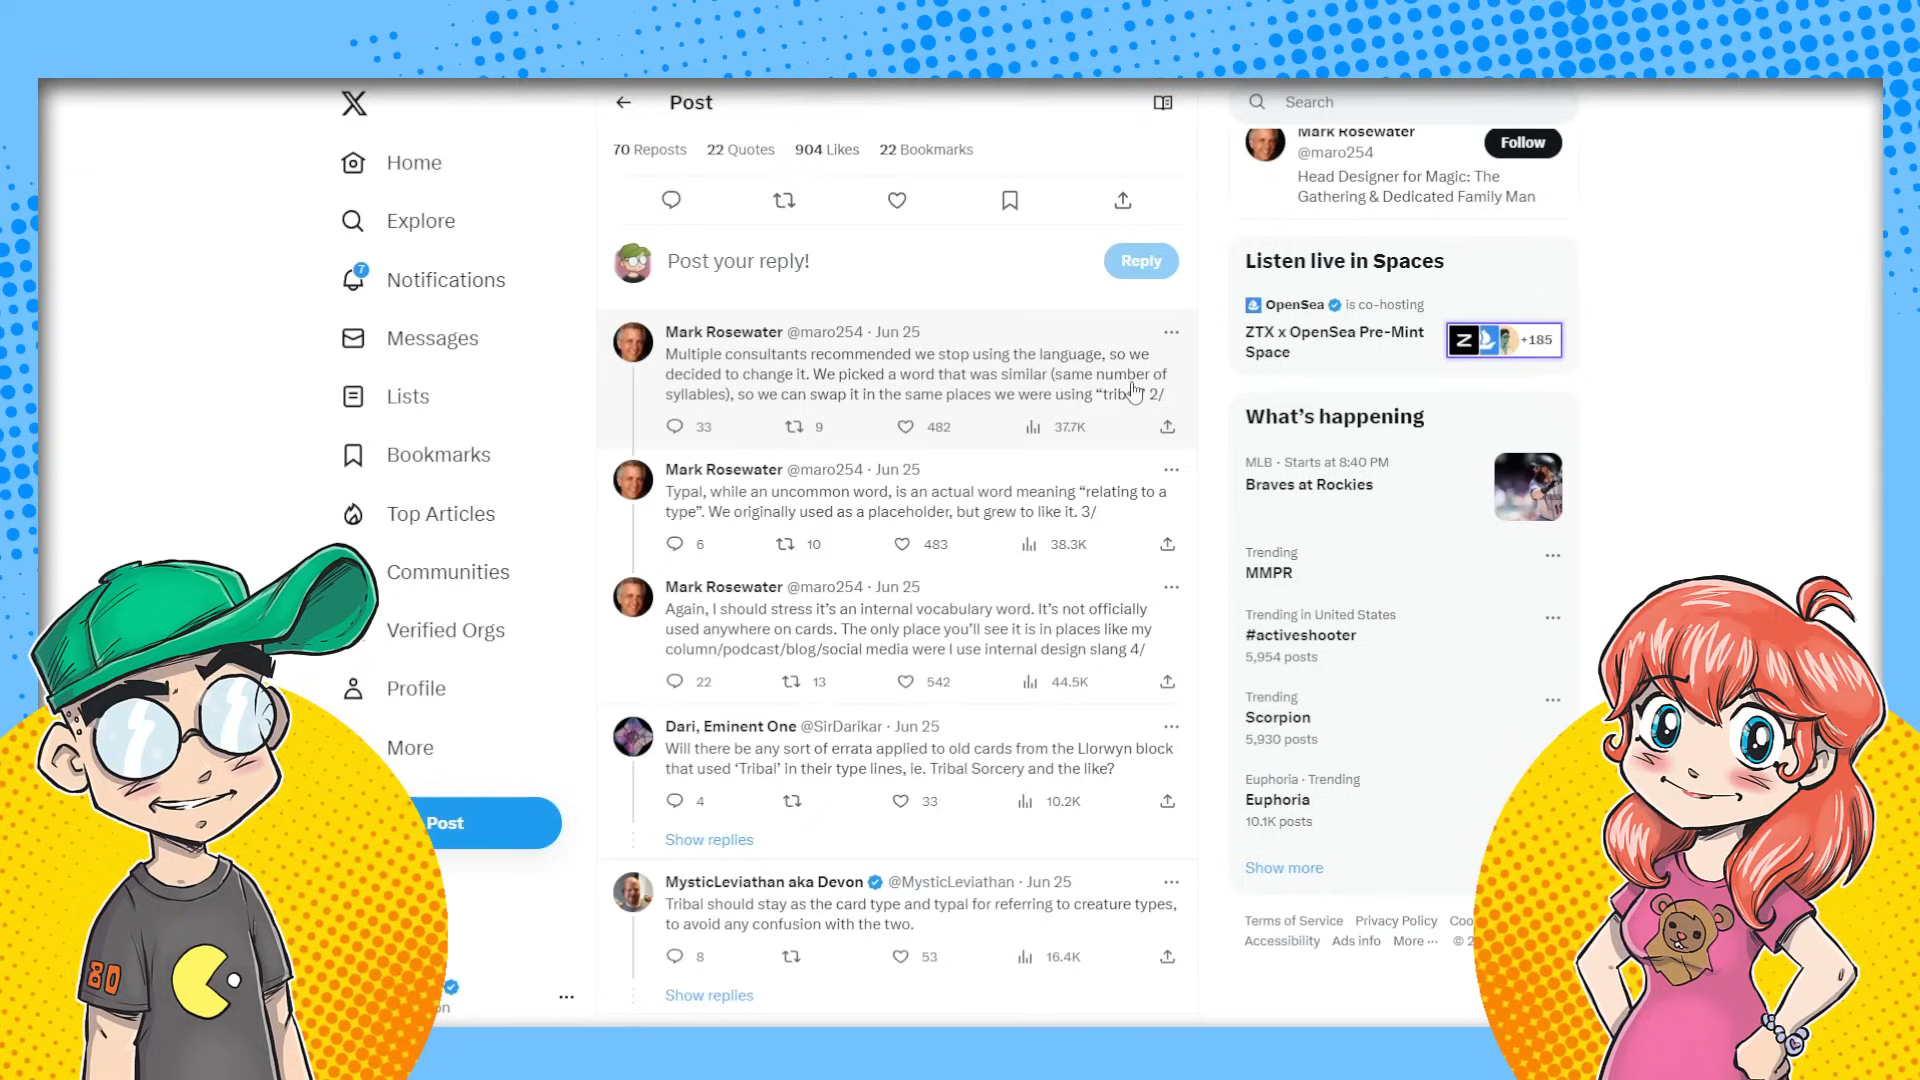 Post
Search
70 Reposts 22 Quotes 904 Likes 22 Bookmarks
Home
Explore
7
Notifications
Messages
Lists
Bookmarks
Top Articles
Communities
Verified Orgs
Profile
More
Post
Post your reply!
Reply
Mark Rosewater @maro254 · Jun 25
Multiple consultants recommended we stop using the language, so we
decided to change it. We picked a word that was similar (same number of
syllables), so we can swap it in the same places we were using “tribal” 2/
33 9 482 37.7K
Mark Rosewater @maro254 · Jun 25
Typal, while an uncommon word, is an actual word meaning “relating to a
type”. We originally used as a placeholder, but grew to like it. 3/
6 10 483 38.3K
Mark Rosewater @maro254 · Jun 25
Again, I should stress it’s an internal vocabulary word. It’s not officially
used anywhere on cards. The only place you’ll see it is in places like my
column/podcast/blog/social media were I use internal design slang 4/
22 13 542 44.5K
Dari, Eminent One @SirDarikar · Jun 25
Will there be any sort of errata applied to old cards from the Llorwyn block
that used ‘Tribal’ in their type lines, ie. Tribal Sorcery and the like?
4 33 10.2K
Show replies
MysticLeviathan aka Devon @MysticLeviathan · Jun 25
Tribal should stay as the card type and typal for referring to creature types,
to avoid any confusion with the two.
8 53 16.4K
Show replies
Mark Rosewater
@maro254
Follow
Head Designer for Magic: The
Gathering & Dedicated Family Man
Listen live in Spaces
OpenSea is co-hosting
ZTX x OpenSea Pre-Mint
Space
Z
+185
What’s happening
MLB · Starts at 8:40 PM
Braves at Rockies
Trending
MMPR
Trending in United States
#activeshooter
5,954 posts
Trending
Scorpion
5,930 posts
Euphoria · Trending
Euphoria
10.1K posts
Show more
Terms of Service Privacy Policy
Accessibility Ads info More ···
80